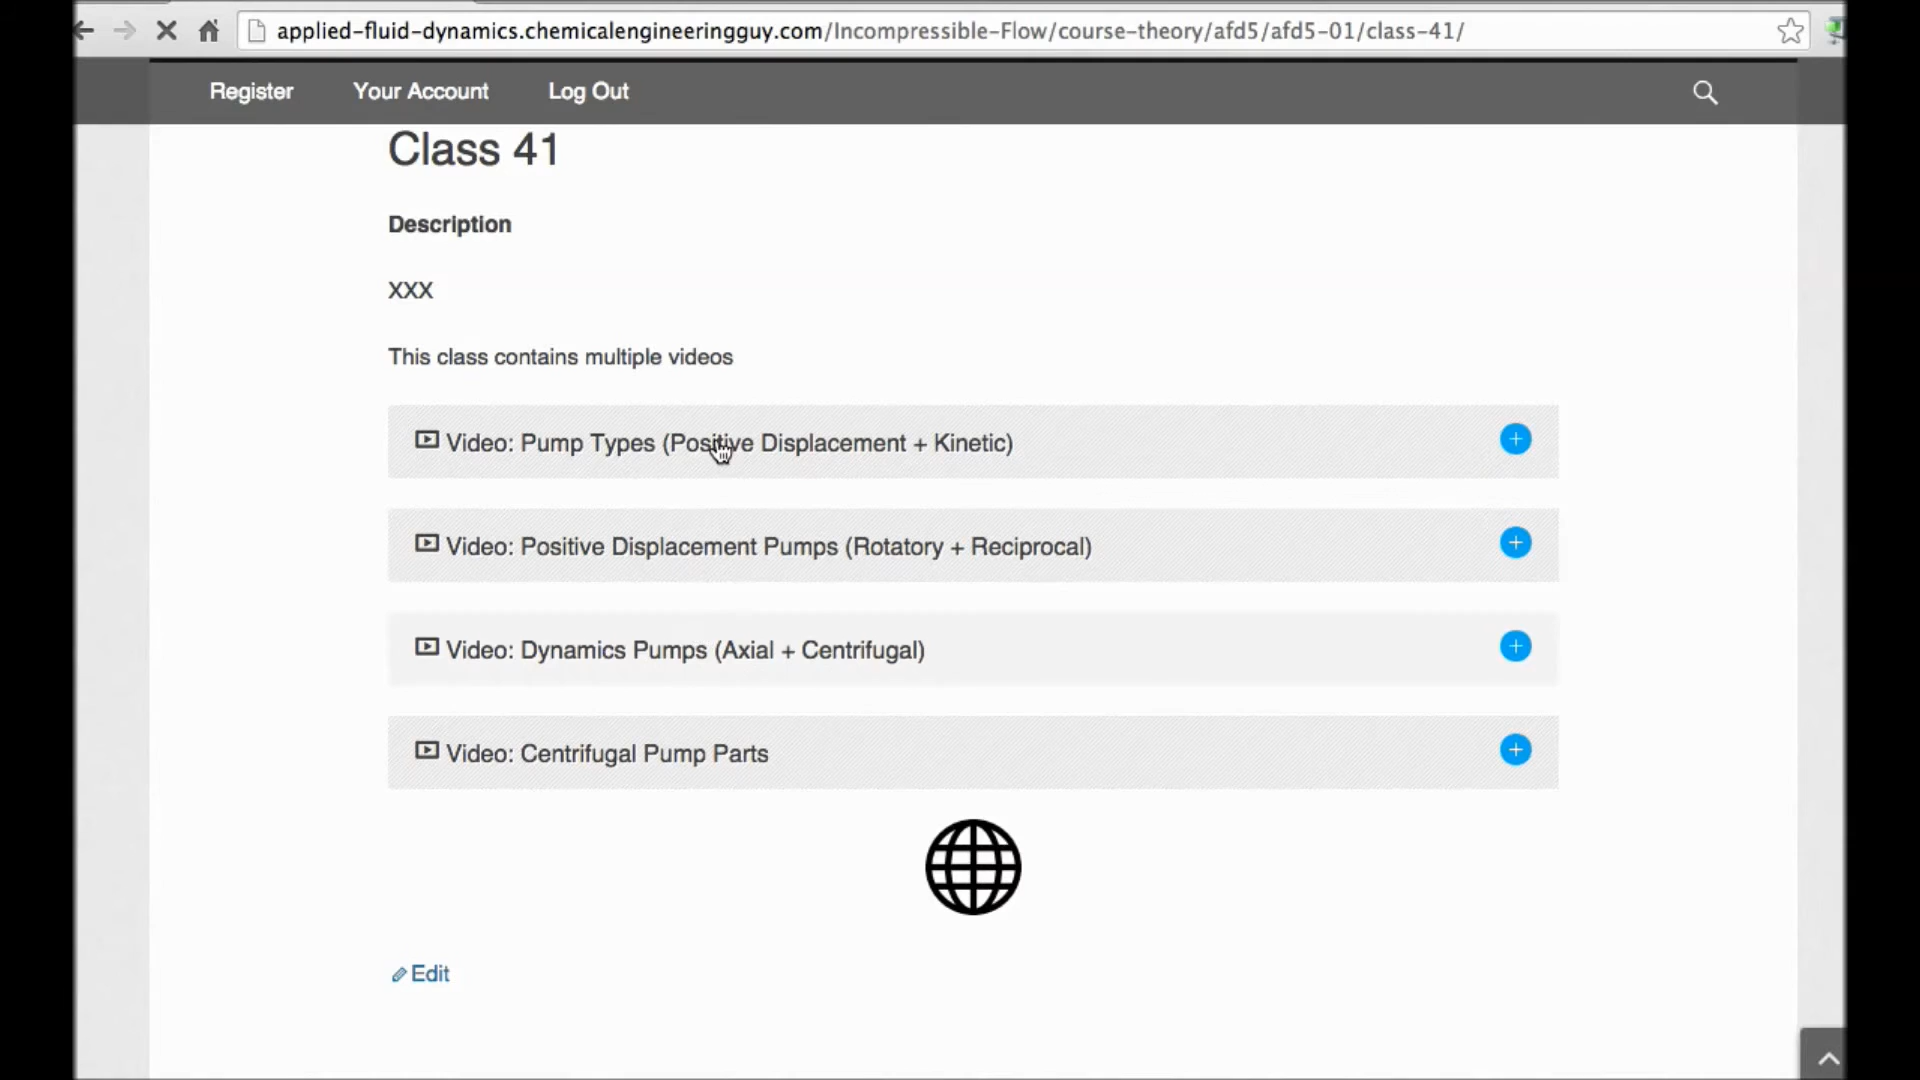 applied-fluid-dynamics.chemicalengineeringguy.com/Incompressible-Flow/course-theory/afd5/afd5-01/class-41/
Register Your Account Log Out
Class 41
Description
XXX
This class contains multiple videos
Video: Pump Types (Positive Displacement + Kinetic)
Video: Positive Displacement Pumps (Rotatory + Reciprocal)
Video: Dynamics Pumps (Axial + Centrifugal)
Video: Centrifugal Pump Parts
Edit